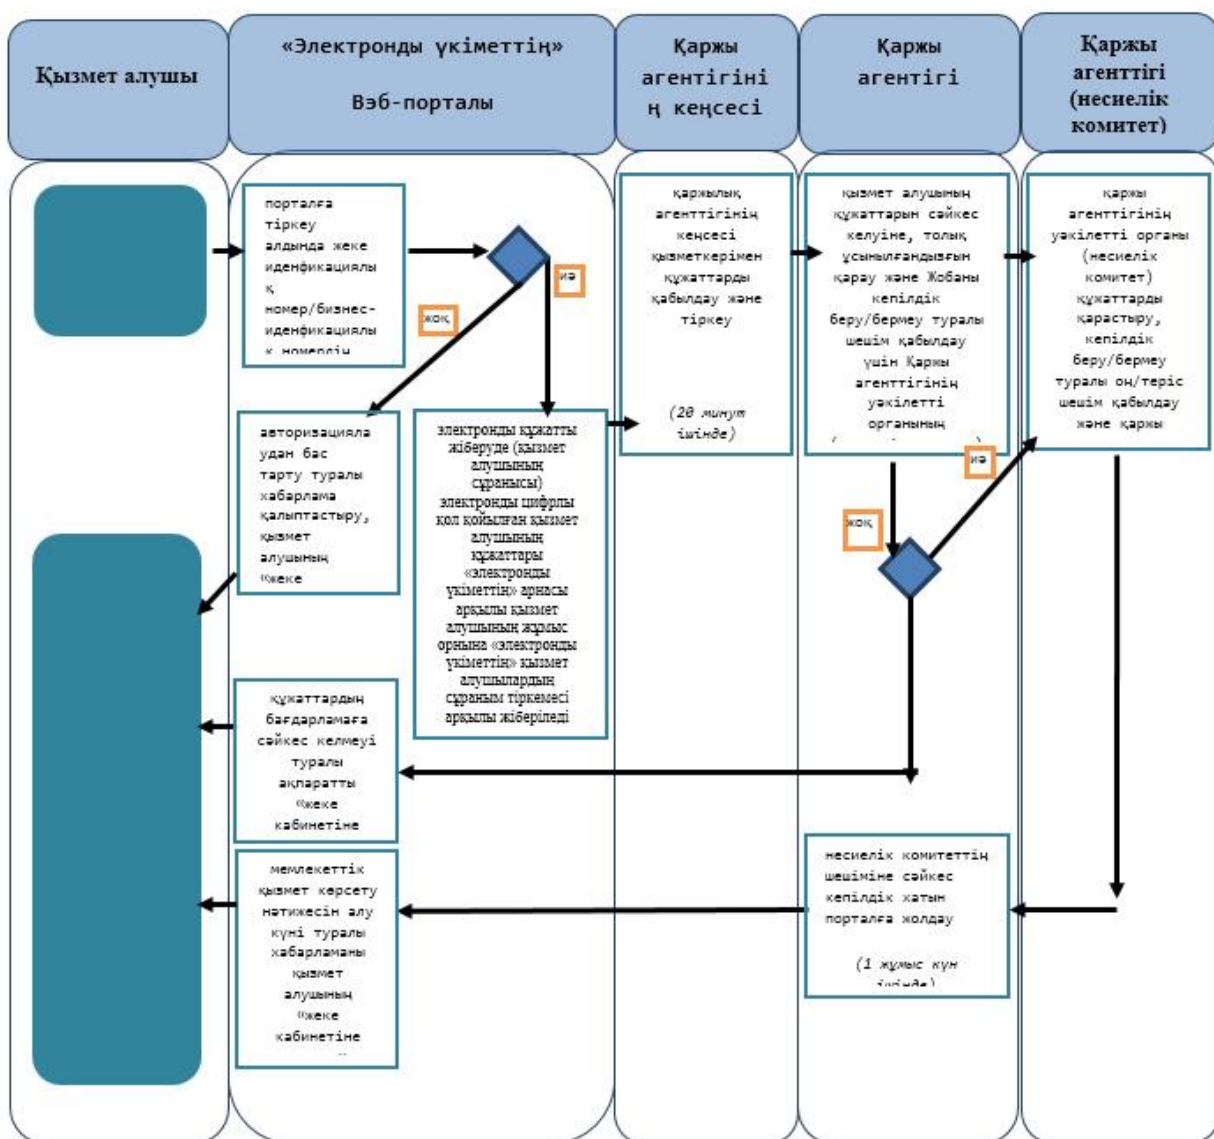 Қызмет алушы
«Электронды үкіметтің»
Вэб-порталы
Қаржы
агентігіні
ң кеңсесі
Қаржы
агентігі
Қаржы
агенттігі
(несиелік
комитет)
порталға
тіркеу
алдында жеке
иденфикациялы
қ
номер/бизнес-
иденфикациялы
к номердің
жоқ
иә
авторизацияла
удан бас
тарту туралы
хабарлама
қалыптастыру,
қызмет
алушының
«жеке
электронды құжатты
жіберуде (қызмет
алушының
сұранысы)
электронды цифрлы
қол қойылған қызмет
алушының
құжаттары
«электронды
үкіметтің» арнасы
арқылы қызмет
алушының жұмыс
орнына «электронды
үкіметтің» қызмет
алушылардың
сұраным тіркемесі
арқылы жіберіледі
құжаттардың
бағдарламаға
сәйкес келмеуі
туралы
ақпаратты
«жеке
кабинетіне
мемлекеттік
қызмет көрсету
нәтижесін алу
күні туралы
хабарламаны
қызмет
алушының
«жеке
кабинетіне
қаржылық
агенттігінің
кеңсесі
қызметкерімен
құжаттарды
қабылдау және
тіркеу
(20 минут
ішінде)
қызмет алушының
құжаттарын сәйкес
келуіне, толық
ұсынылғандызғын
қарау және Жобаны
кепілдік
беру/бермеу туралы
шешім қабылдау
үшін Қаржы
агенттігінің
уәкілетті
органының
жоқ
иә
несиелік комитеттің
шешіміне сәйкес
кепілдік хатын
порталға жолдау
(1 жұмыс күн
ішінде)
қаржы
агенттігінің
уәкілетті органы
(несиелік
комитет)
құжаттарды
қарастыру,
кепілдік
беру/бермеу
туралы оң/теріс
шешім қабылдау
және қаржы